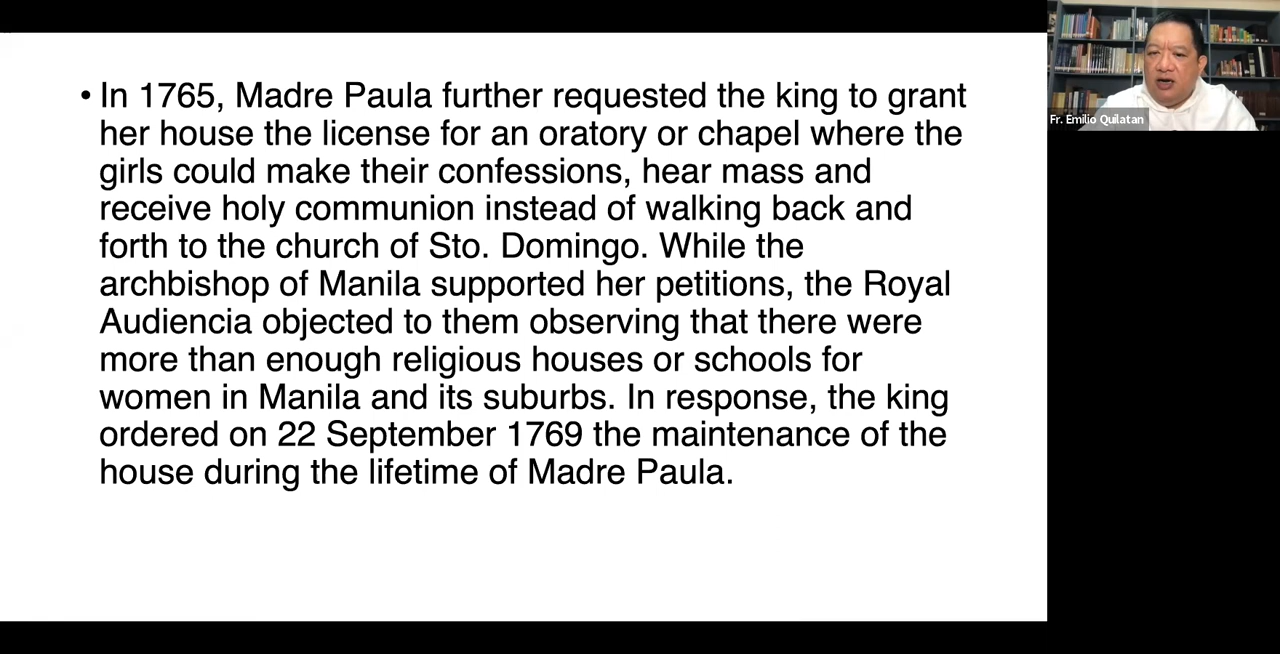 • In 1765, Madre Paula further requested the king to grant
her house the license for an oratory or chapel where the
girls could make their confessions, hear mass and
receive holy communion instead of walking back and
forth to the church of Sto. Domingo. While the
archbishop of Manila supported her petitions, the Royal
Audiencia objected to them observing that there were
more than enough religious houses or schools for
women in Manila and its suburbs. In response, the king
ordered on 22 September 1769 the maintenance of the
house during the lifetime of Madre Paula.
Fr. Emilio Quilatan